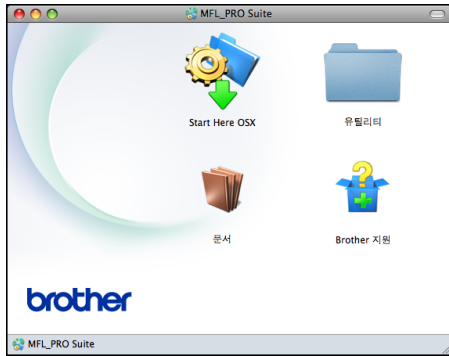 MFL_PRO Suite
Start Here OSX
유틸리티
문서
Brother 지원
brother
MFL_PRO Suite